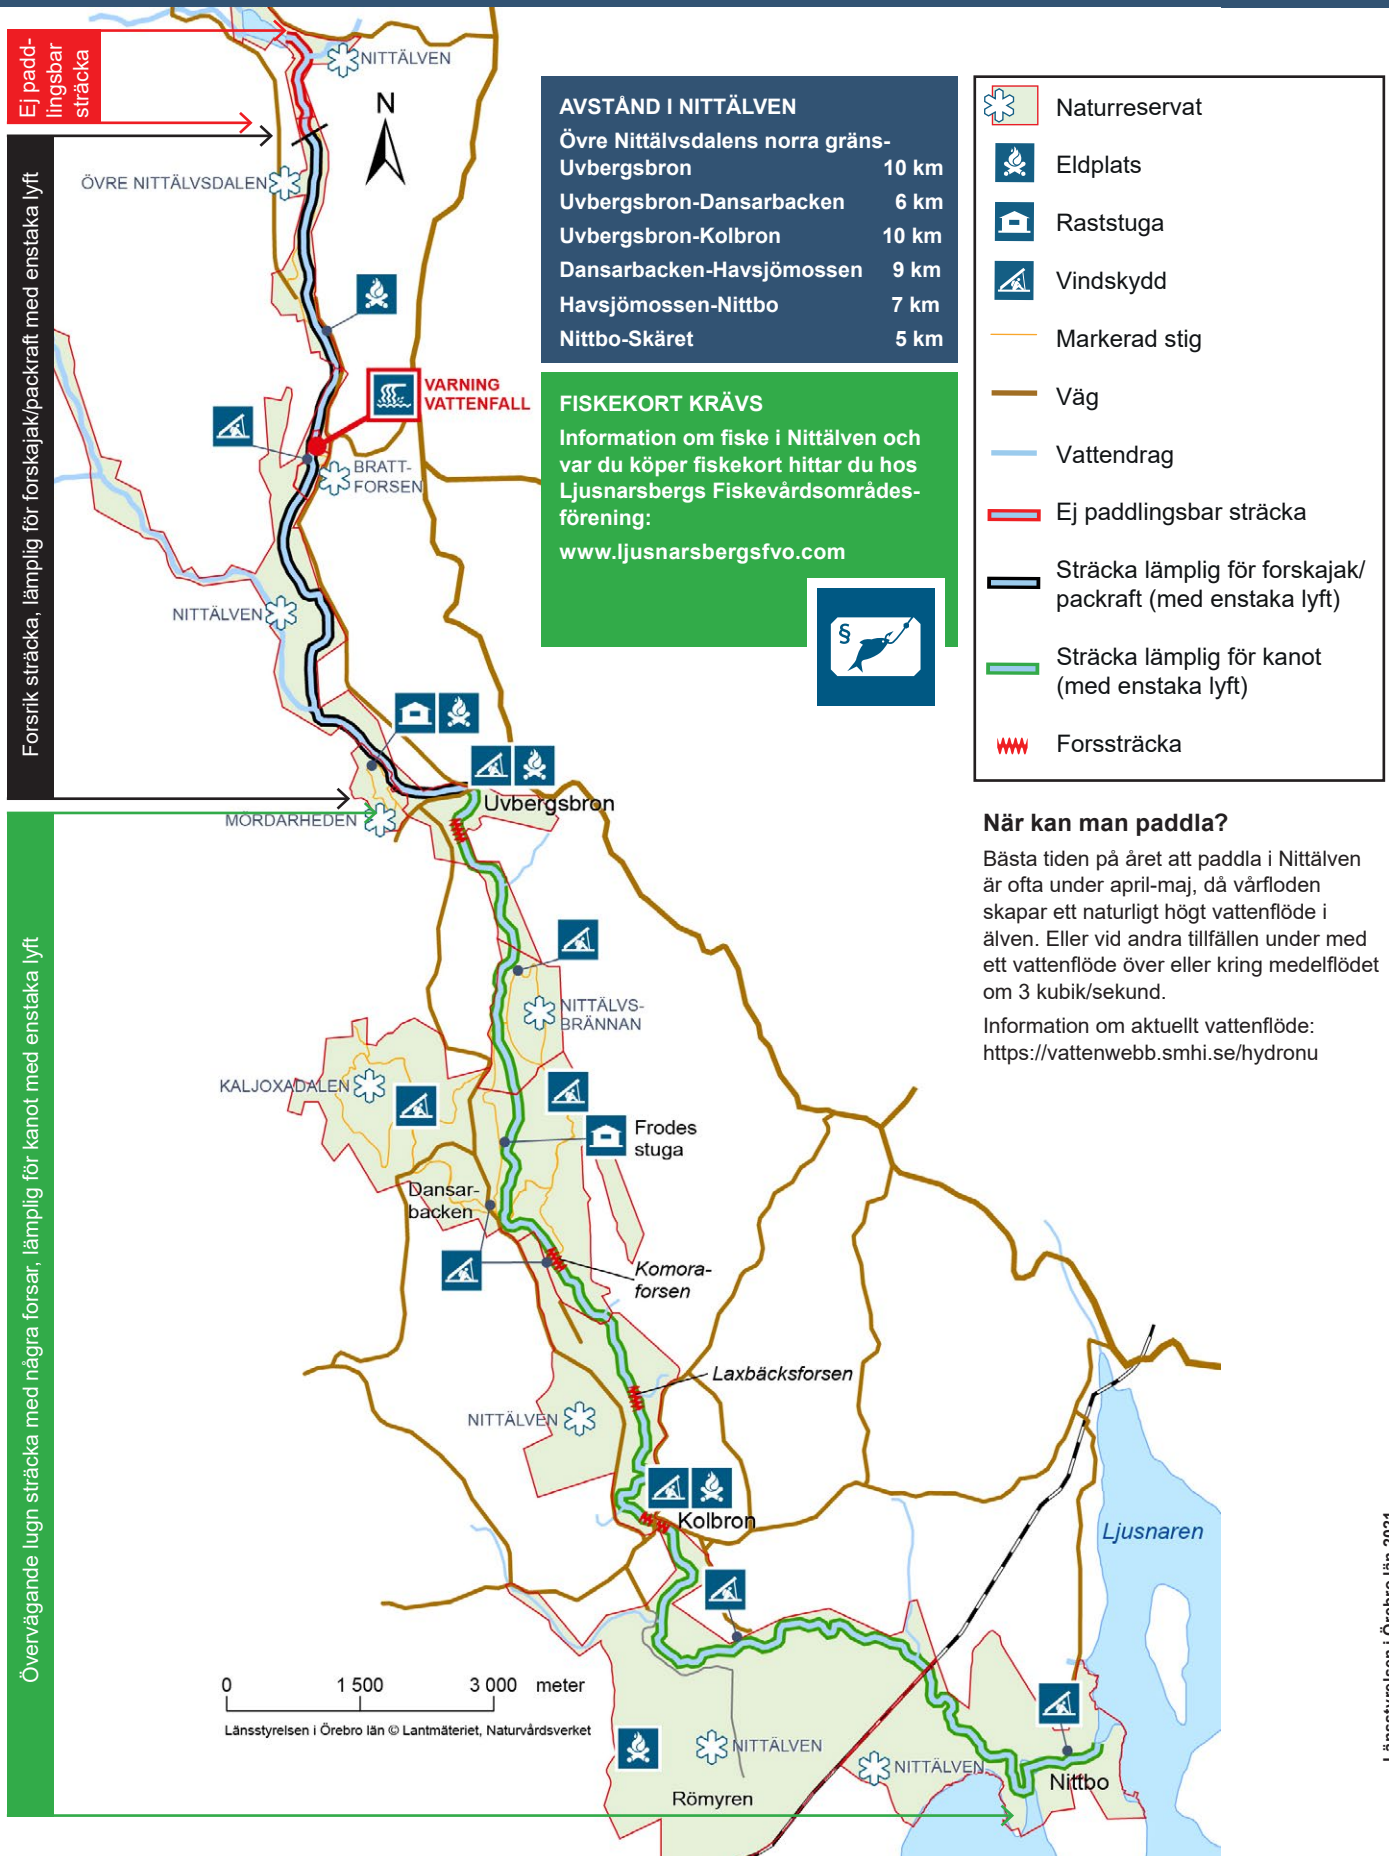 Ej padd-
lingsbar
sträcka
Forsrik sträcka, lämplig för forskajak/packraft med enstaka lyft
Övervägande lugn sträcka med några forsar, lämplig för kanot med enstaka lyft
NITTÄLVEN
N
ÖVRE NITTÄLVSDALEN
VARNING
VATTENFALL
BRATT-
FORSEN
NITTÄLVEN
Uvbergsbron
MÖRDARHEDEN
NITTÄLVS-
BRÄNNAN
KALJOXADALEN
Frodes
stuga
Dansar-
backen
Komora-
forsen
Laxbäcksforsen
NITTÄLVEN
Kolbron
Ljusnaren
0 1 500 3 000 meter
Länsstyrelsen i Örebro län © Lantmäteriet, Naturvårdsverket
NITTÄLVEN
NITTÄLVEN
Nittbo
Römyren
AVSTÅND I NITTÄLVEN
Övre Nittälvsdalens norra gräns-
Uvbergsbron 10 km
Uvbergsbron-Dansarbacken 6 km
Uvbergsbron-Kolbron 10 km
Dansarbacken-Havsjömossen 9 km
Havsjömossen-Nittbo 7 km
Nittbo-Skäret 5 km
FISKEKORT KRÄVS
Information om fiske i Nittälven och
var du köper fiskekort hittar du hos
Ljusnarsbergs Fiskevårdsområdes-
förening:
www.ljusnarsbergsfvo.com
§
Naturreservat
Eldplats
Raststuga
Vindskydd
Markerad stig
Väg
Vattendrag
Ej paddlingsbar sträcka
Sträcka lämplig för forskajak/
packraft (med enstaka lyft)
Sträcka lämplig för kanot
(med enstaka lyft)
Forssträcka
När kan man paddla?
Bästa tiden på året att paddla i Nittälven
är ofta under april-maj, då vårfloden
skapar ett naturligt högt vattenflöde i
älven. Eller vid andra tillfällen under med
ett vattenflöde över eller kring medelflödet
om 3 kubik/sekund.
Information om aktuellt vattenflöde:
https://vattenwebb.smhi.se/hydronu
Länsstyrelsen i Örebro län 2021